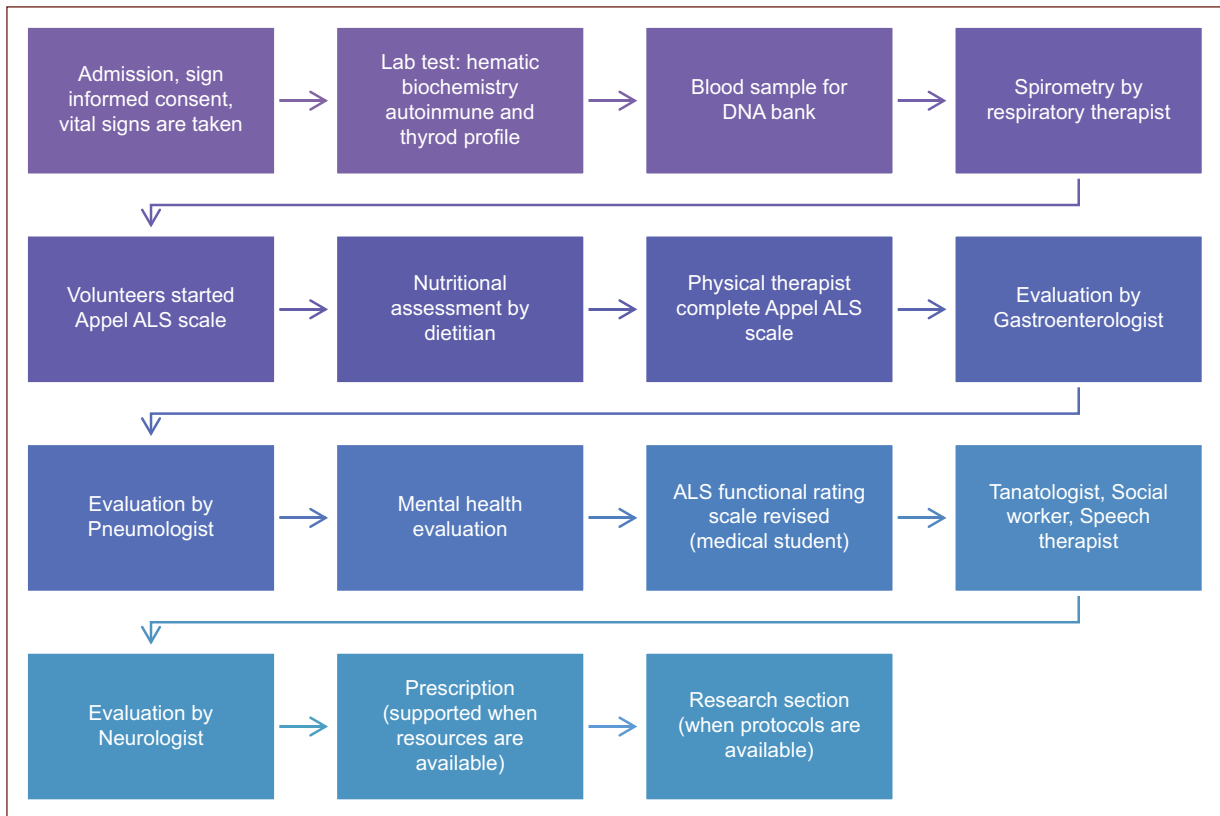 Admission, sign
informed consent,
vital signs are taken
Lab test: hematic
biochemistry
autoinmune and
thyrod profile
Blood sample for
DNA bank
Spirometry by
respiratory therapist
Volunteers started
Appel ALS scale
Nutritional
assessment by
dietitian
Physical therapist
complete Appel ALS
scale
Evaluation by
Gastroenterologist
Evaluation by
Pneumologist
Mental health
evaluation
ALS functional rating
scale revised
(medical student)
Tanatologist, Social
worker, Speech
therapist
Evaluation by
Neurologist
Prescription
(supported when
resources are
available)
Research section
(when protocols are
available)